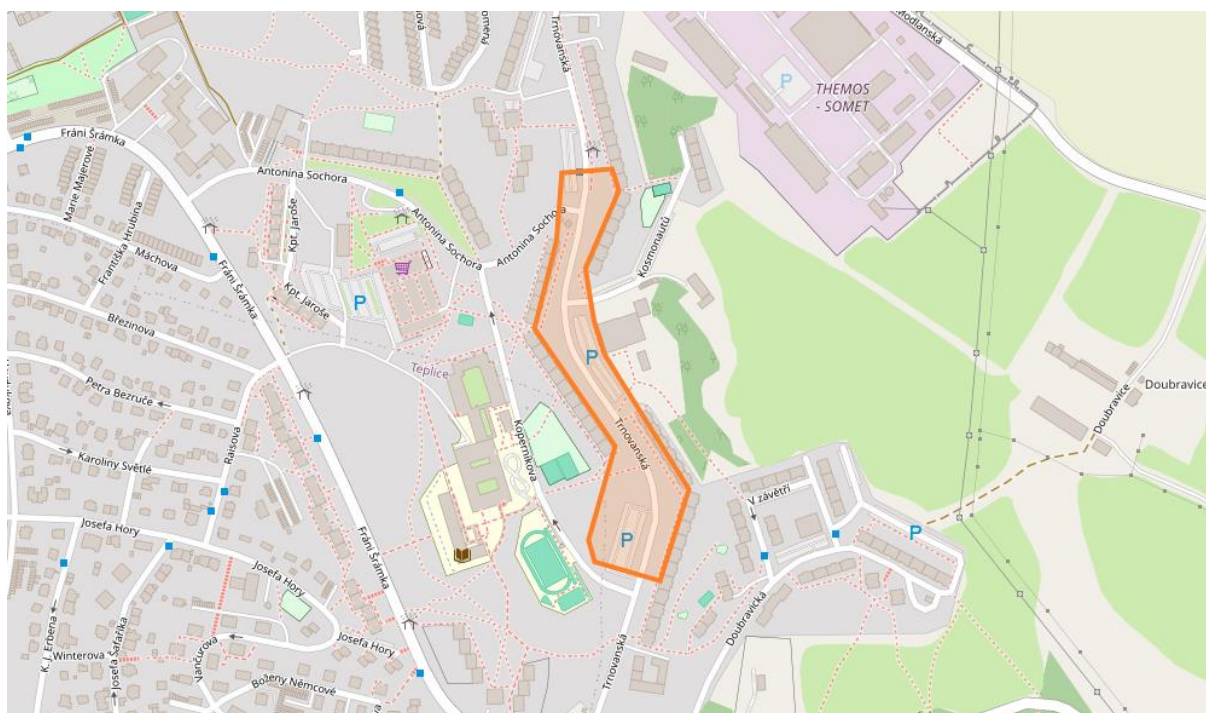 Modlanská
Trnovanská
THEMOS
- SOMET
P
Fráni Šrámka
Antonína Sochora
Marie Majerové
Františka Hrubína
Kpt. Jaroše
Antonína Sochora
Antonína Sochora
Kosmonautů
Máchova
Fráni Šrámka
Kpt. Jaroše
P
Březinova
Teplice
P
Doubravice
Doubravice
Petra Bezruče
Raisova
Koperníkova
Trnovanská
Karoliny Světlé
V závětří
P
P
Josefa Hory
Fráni Šrámka
Josefa Hory
Doubravická
K. J. Erbena
Josefa Šafaříka
Vančurova
Josefa Hory
Winterova
Boženy Němcové
Trnovanská